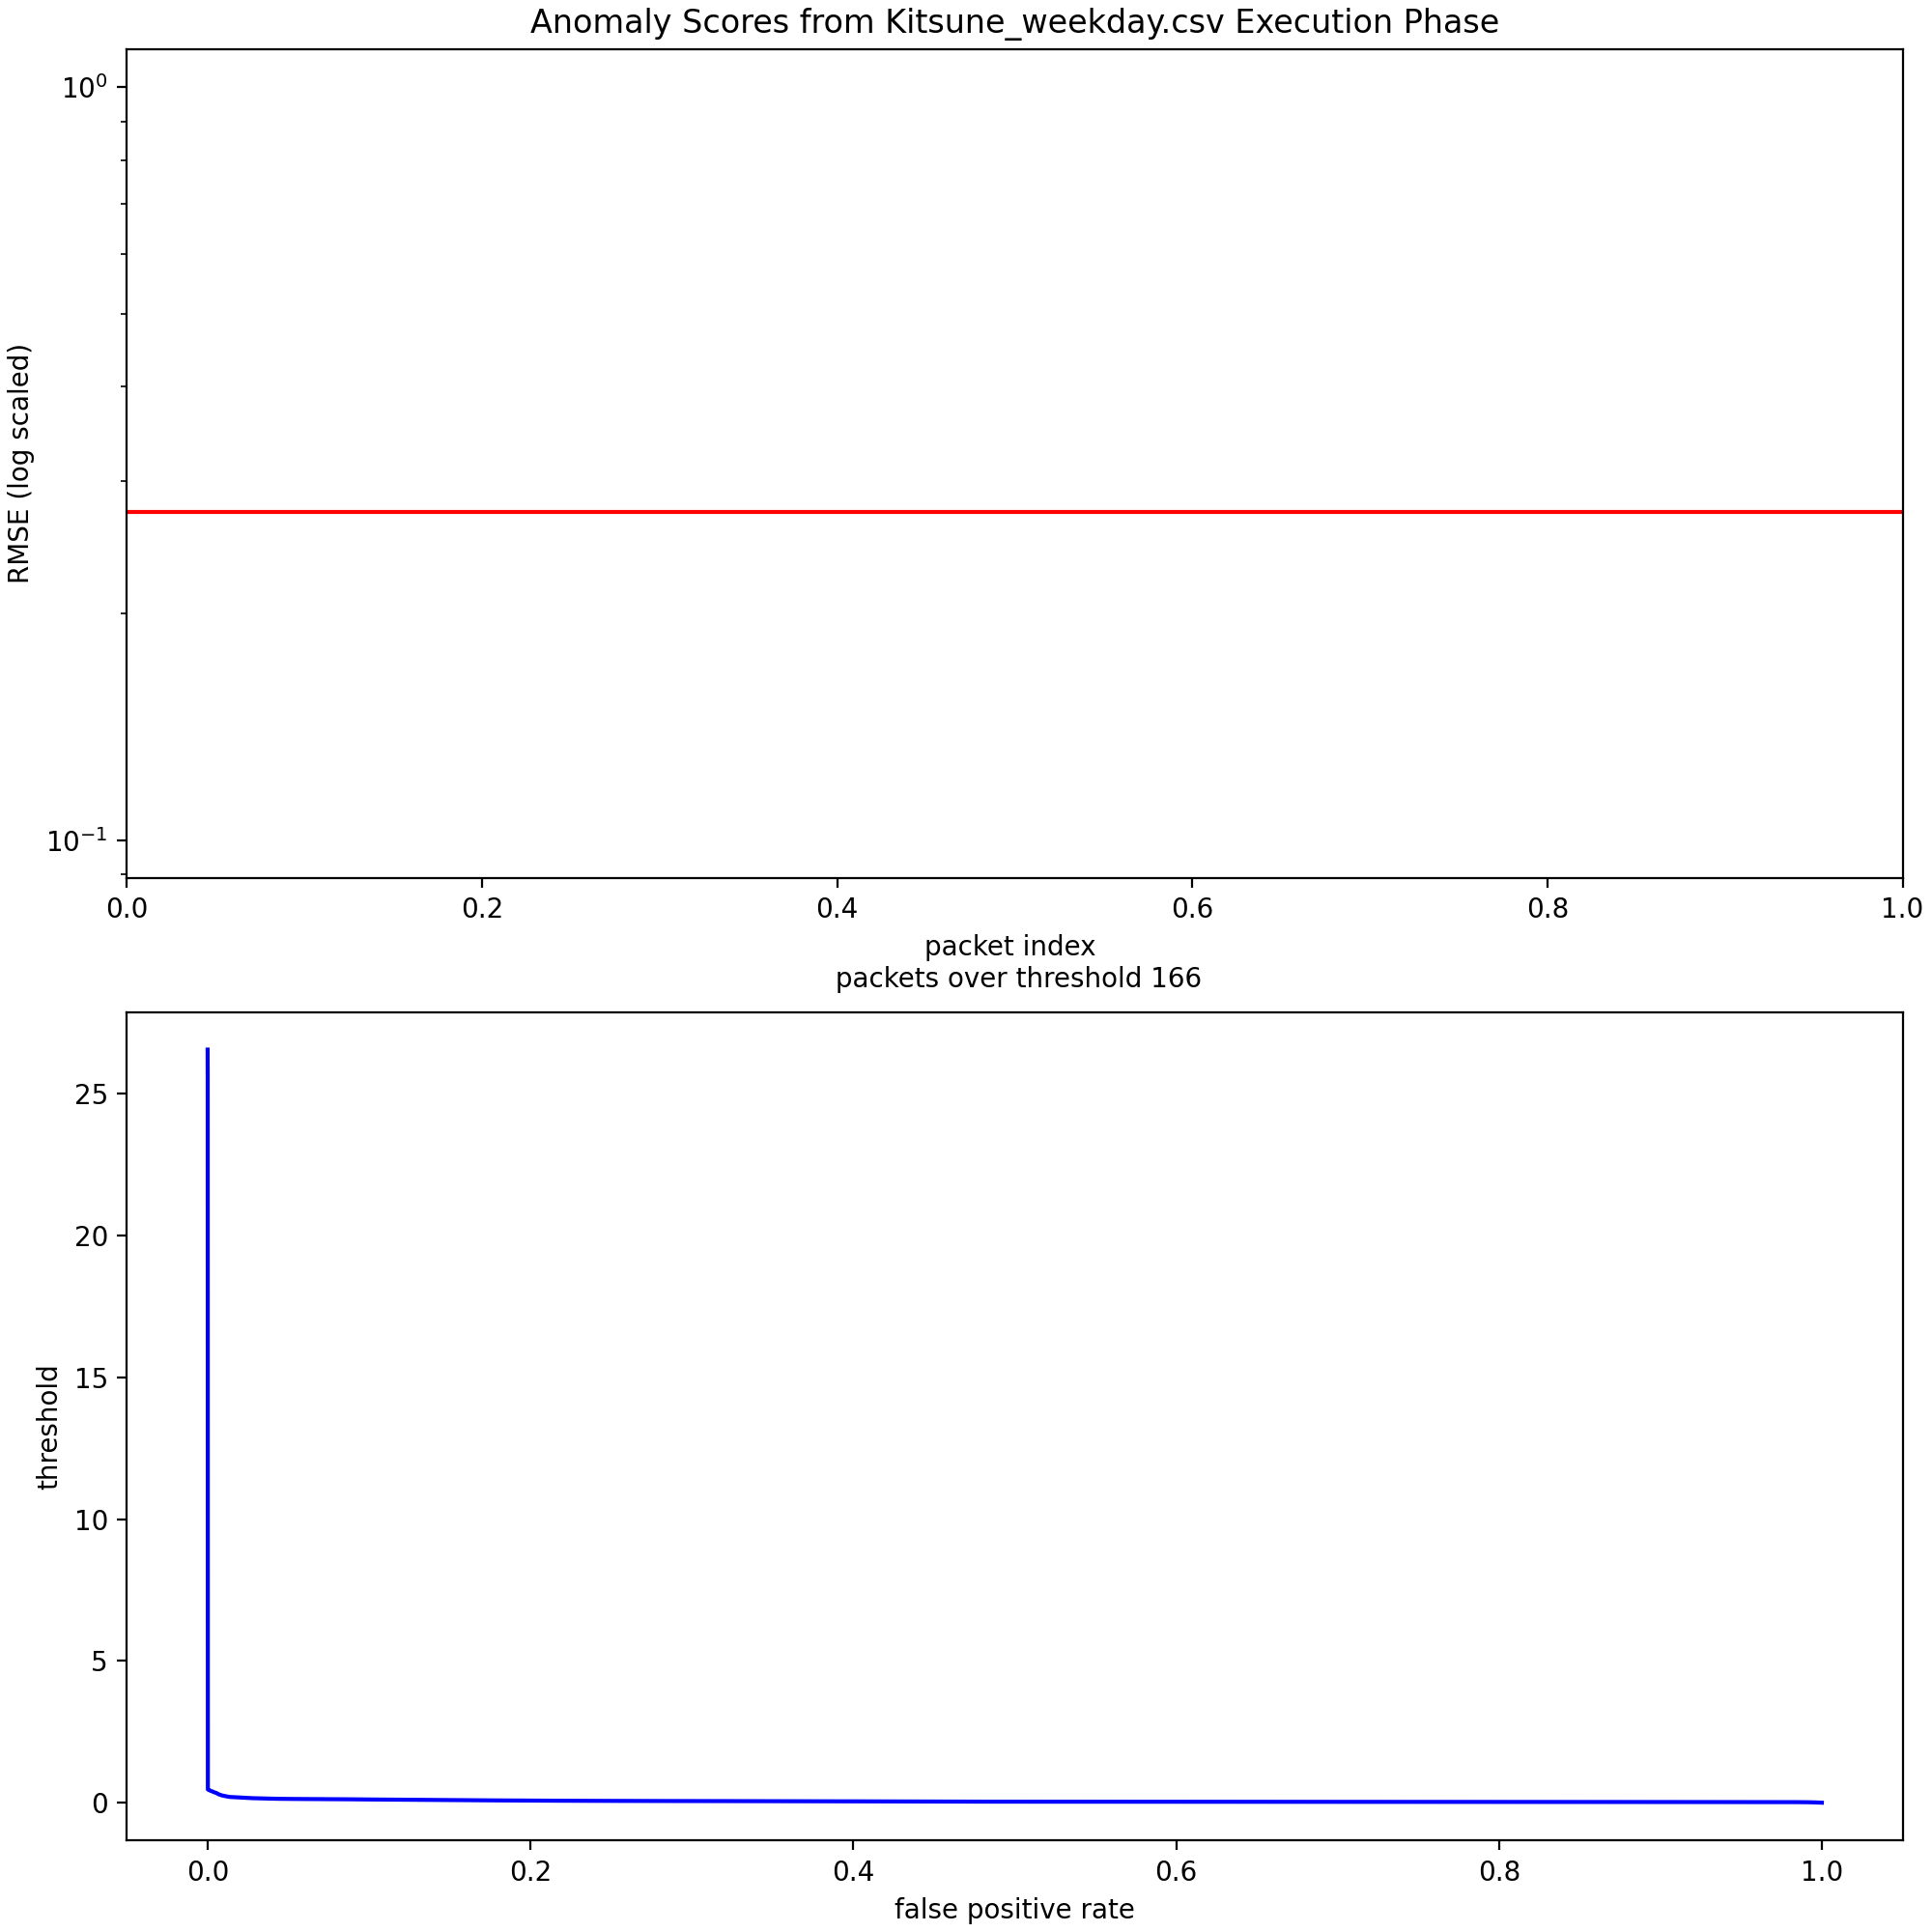 Anomaly Scores from Kitsune_weekday.csv Execution Phase
10⁰
10⁻¹
RMSE (log scaled)
0.0 0.2 0.4 0.6 0.8 1.0
packet index
packets over threshold 166
25
20
15
10
5
0
threshold
0.0 0.2 0.4 0.6 0.8 1.0
false positive rate